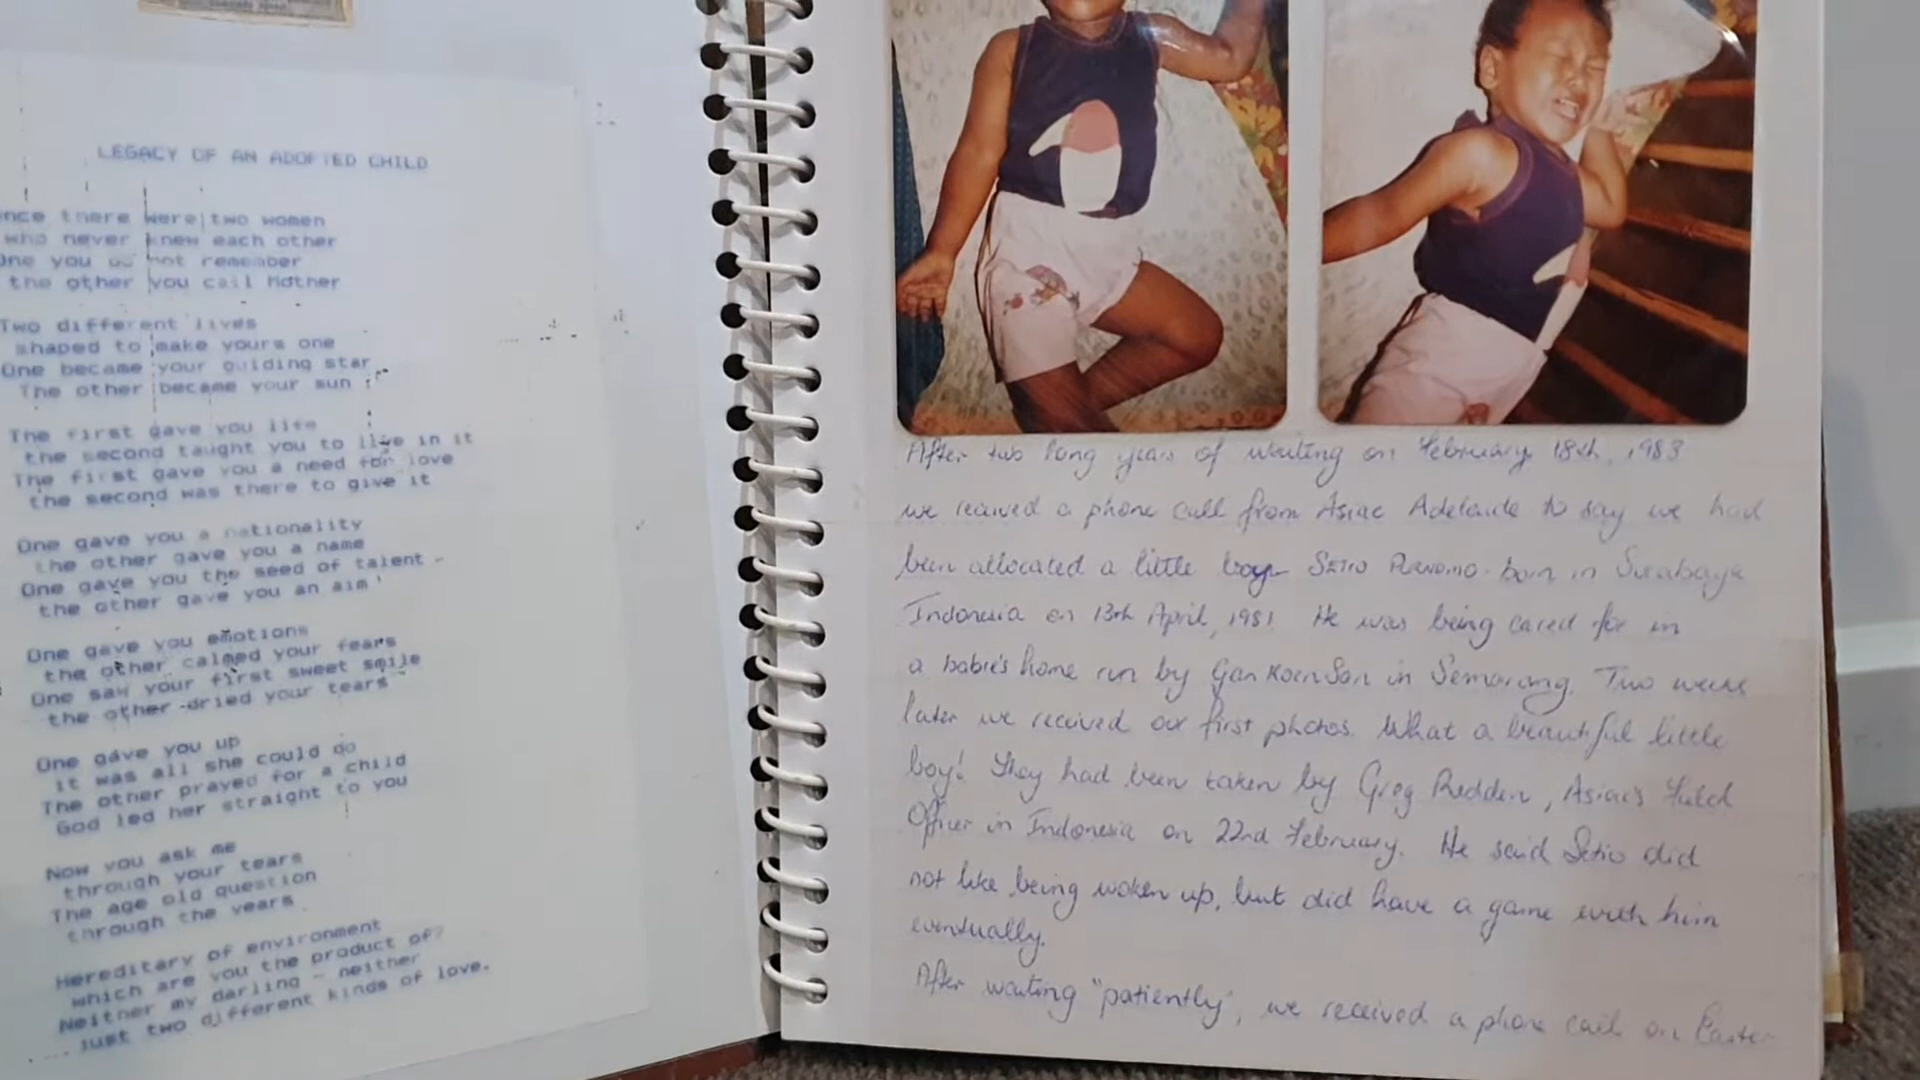 LEGACY OF AN ADOPTED CHILD
nce there were two women
who never knew each other
One you do not remember
the other you call Mother
Two different lives
shaped to make yours one
One became your guiding star
The other became your sun
The first gave you life
the second taught you to live in it
The first gave you a need for love
the second was there to give it
One gave you a nationality
the other gave you a name
One gave you the seed of talent -
the other gave you an aim
One gave you emotions
the other calmed your fears
One saw your first sweet smile
the other dried your tears
One gave you up
it was all she could do
The other prayed for a child
God led her straight to you
Now you ask me
through your tears
The age old question
through the years
Hereditary of environment
which are you the product of?
Neither my darling - neither
Just two different kinds of love.
After two long years of waiting on February 18th, 1983
we received a phone call from Asiac Adelaide to say we had
been allocated a little boy Setio born in Surabaya
Indonesia on 13th April, 1981. He was being cared for in
a babie's home run by Gan Koen Son in Semarang. Two weeks
later we received our first photos. What a beautiful little
boy! They had been taken by Greg Redden, Asiac's Field
Officer in Indonesia on 22nd February. He said Setio did
not like being woken up, but did have a game with him
eventually.
After waiting "patiently", we received a phone call on Easter